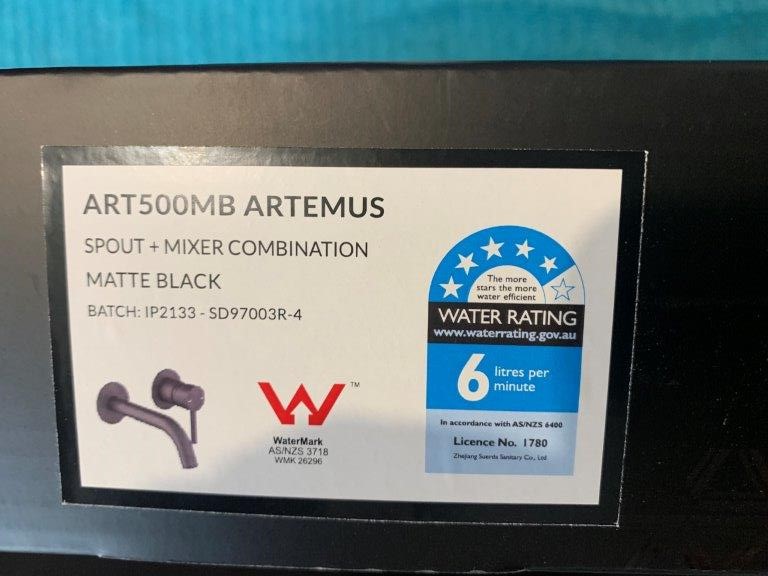 ART500MB ARTEMUS
SPOUT + MIXER COMBINATION
MATTE BLACK
BATCH: IP2133 - SD97003R-4
TM
WaterMark
AS/NZS 3718
WMK 26296
The more
stars the more
water efficient
WATER RATING
www.waterrating.gov.au
6 litres per
minute
In accordance with AS/NZS 6400
Licence No. 1780
Zhejiang Suerda Sanitary Co., Ltd